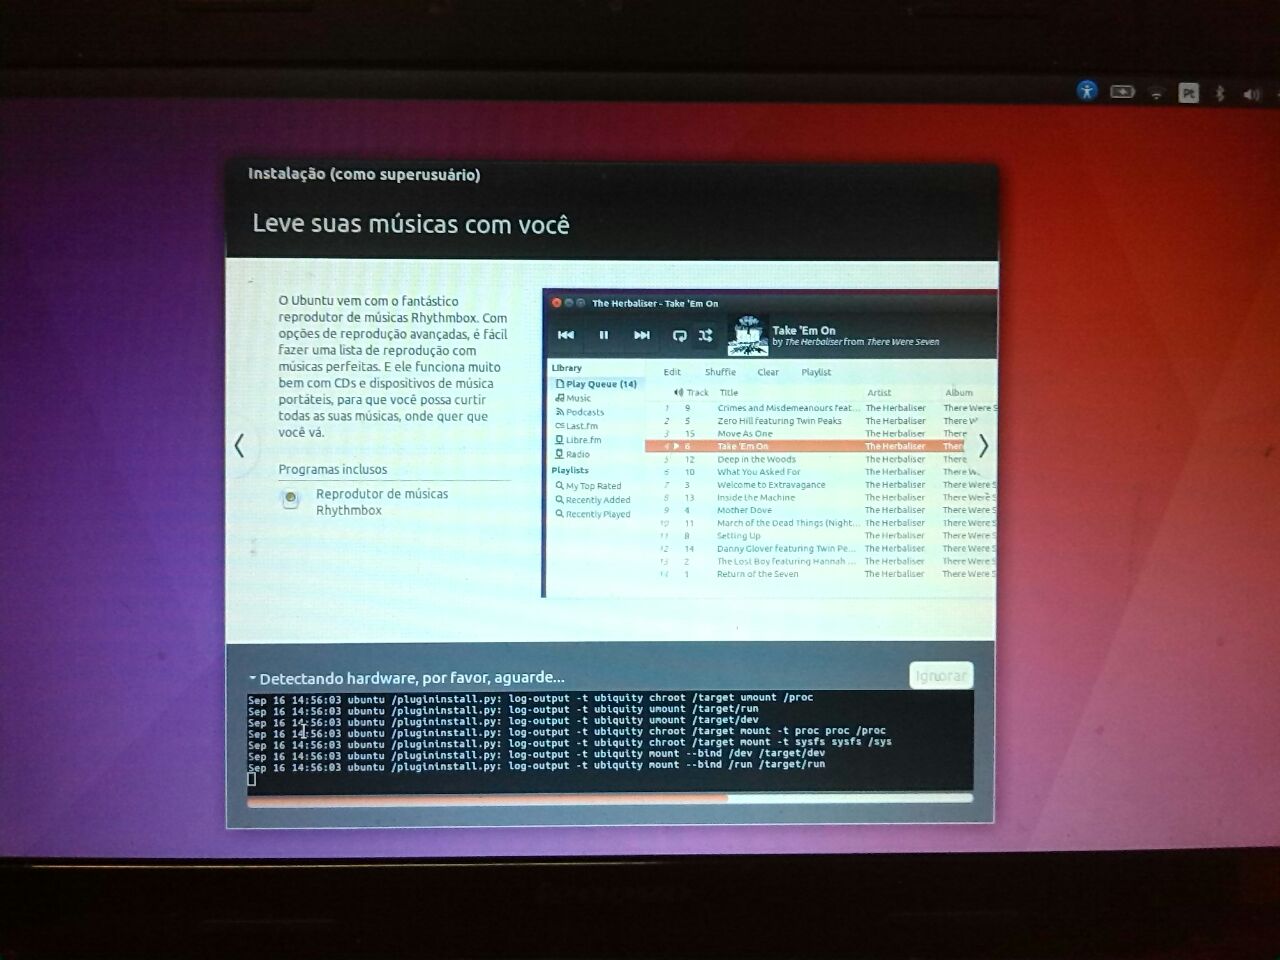 Pt
Instalação (como superusuário)
Leve suas músicas com você
O Ubuntu vem com o fantástico
reprodutor de músicas Rhythmbox. Com
opções de reprodução avançadas, é fácil
fazer uma lista de reprodução com
músicas perfeitas. E ele funciona muito
bem com CDs e dispositivos de música
portáteis, para que você possa curtir
todas as suas músicas, onde quer que
você vá.
Programas inclusos
Reprodutor de músicas
Rhythmbox
The Herbaliser - Take 'Em On
Take 'Em On
by The Herbaliser from There Were Seven
Library
Play Queue (14)
Music
Podcasts
Last.fm
Libre.fm
Radio
Playlists
My Top Rated
Recently Added
Recently Played
Edit Shuffle Clear Playlist
Track Title Artist Album
1 9 Crimes and Misdemeanours feat... The Herbaliser There Were S
2 5 Zero Hill featuring Twin Peaks The Herbaliser There W
3 15 Move As One The Herbaliser There
4 6 Take 'Em On The Herbaliser There
5 12 Deep in the Woods The Herbaliser There
6 10 What You Asked For The Herbaliser There W
7 3 Welcome to Extravagance The Herbaliser There Were S
8 13 Inside the Machine The Herbaliser There Were S
9 4 Mother Dove The Herbaliser There Were S
10 11 March of the Dead Things (Night... The Herbaliser There Were S
11 8 Setting Up The Herbaliser There Were S
12 14 Danny Glover featuring Twin Pe... The Herbaliser There Were S
13 2 The Lost Boy featuring Hannah ... The Herbaliser There Were S
14 1 Return of the Seven The Herbaliser There Were S
Detectando hardware, por favor, aguarde...
Ignorar
Sep 16 14:56:03 ubuntu /plugininstall.py: log-output -t ubiquity chroot /target umount /proc
Sep 16 14:56:03 ubuntu /plugininstall.py: log-output -t ubiquity umount /target/run
Sep 16 14:56:03 ubuntu /plugininstall.py: log-output -t ubiquity umount /target/dev
Sep 16 14:56:03 ubuntu /plugininstall.py: log-output -t ubiquity chroot /target mount -t proc proc /proc
Sep 16 14:56:03 ubuntu /plugininstall.py: log-output -t ubiquity chroot /target mount -t sysfs sysfs /sys
Sep 16 14:56:03 ubuntu /plugininstall.py: log-output -t ubiquity mount --bind /dev /target/dev
Sep 16 14:56:03 ubuntu /plugininstall.py: log-output -t ubiquity mount --bind /run /target/run